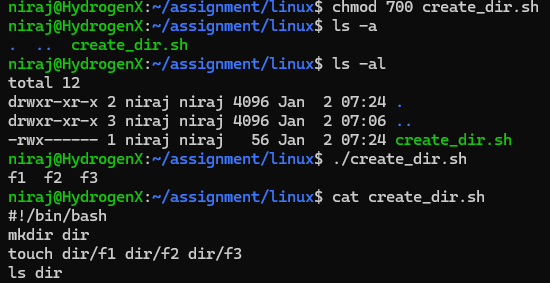 niraj@HydrogenX:~/assignment/linux$ chmod 700 create_dir.sh
niraj@HydrogenX:~/assignment/linux$ ls -a
.  ..  create_dir.sh
niraj@HydrogenX:~/assignment/linux$ ls -al
total 12
drwxr-xr-x 2 niraj niraj 4096 Jan  2 07:24 .
drwxr-xr-x 3 niraj niraj 4096 Jan  2 07:06 ..
-rwx------ 1 niraj niraj   56 Jan  2 07:24 create_dir.sh
niraj@HydrogenX:~/assignment/linux$ ./create_dir.sh
f1  f2  f3
niraj@HydrogenX:~/assignment/linux$ cat create_dir.sh
#!/bin/bash
mkdir dir
touch dir/f1 dir/f2 dir/f3
ls dir